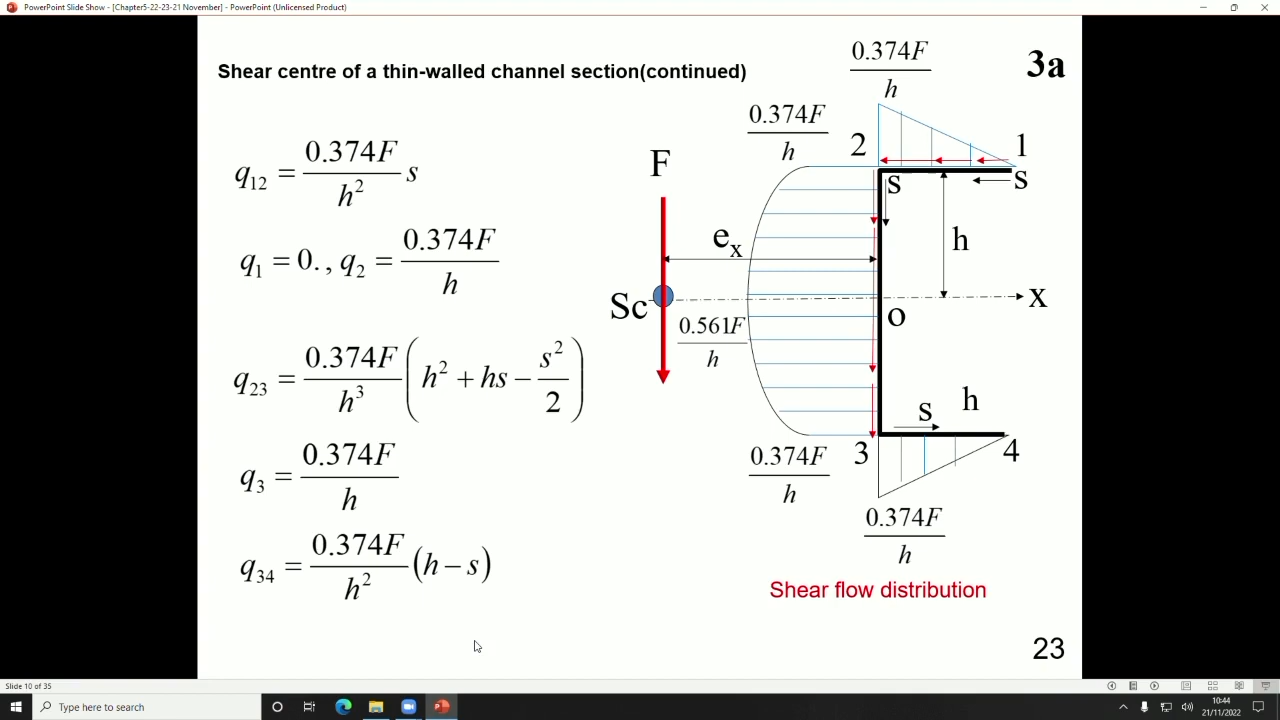 PowerPoint Slide Show - [Chapter5-22-23-21 November] - PowerPoint (Unlicensed Product)
Shear centre of a thin-walled channel section(continued)
3a
q₁₂ = 0.374F/h² s
q₁ = 0. , q₂ = 0.374F/h
q₂₃ = 0.374F/h³ (h² + hs − s²/2)
q₃ = 0.374F/h
q₃₄ = 0.374F/h² (h − s)
0.374F/h
0.374F/h
2
1
F
s
s
eₓ
h
Sc
x
o
0.561F/h
s
h
0.374F/h
3
4
0.374F/h
Shear flow distribution
23
Slide 10 of 35
Type here to search
10:44
21/11/2022